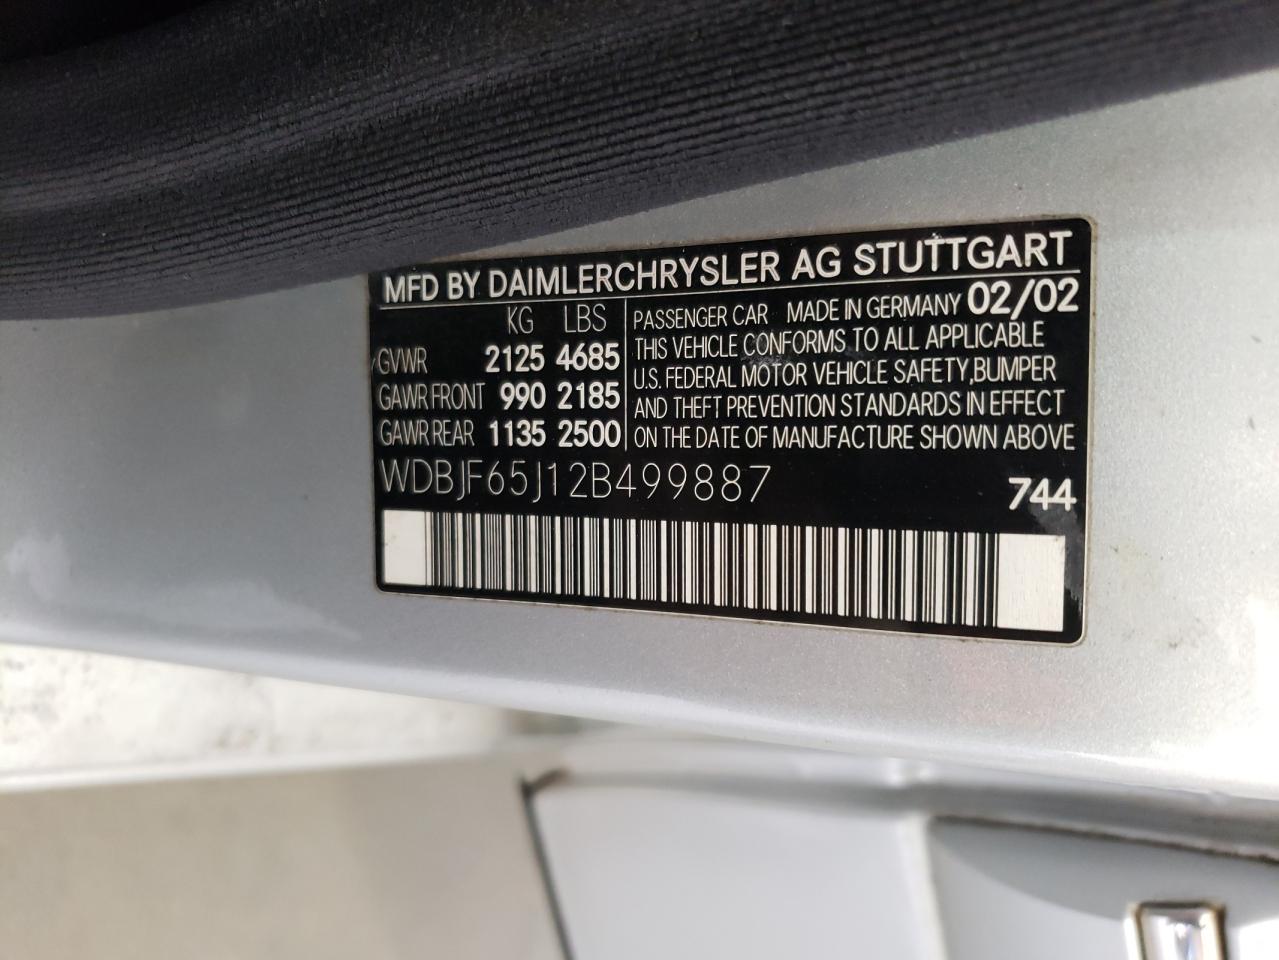 MFD BY DAIMLERCHRYSLER AG STUTTGART
KG LBS
GVWR 2125 4685
GAWR FRONT 990 2185
GAWR REAR 1135 2500
PASSENGER CAR MADE IN GERMANY 02/02
THIS VEHICLE CONFORMS TO ALL APPLICABLE
U.S. FEDERAL MOTOR VEHICLE SAFETY, BUMPER
AND THEFT PREVENTION STANDARDS IN EFFECT
ON THE DATE OF MANUFACTURE SHOWN ABOVE
WDBJF65J12B499887
744